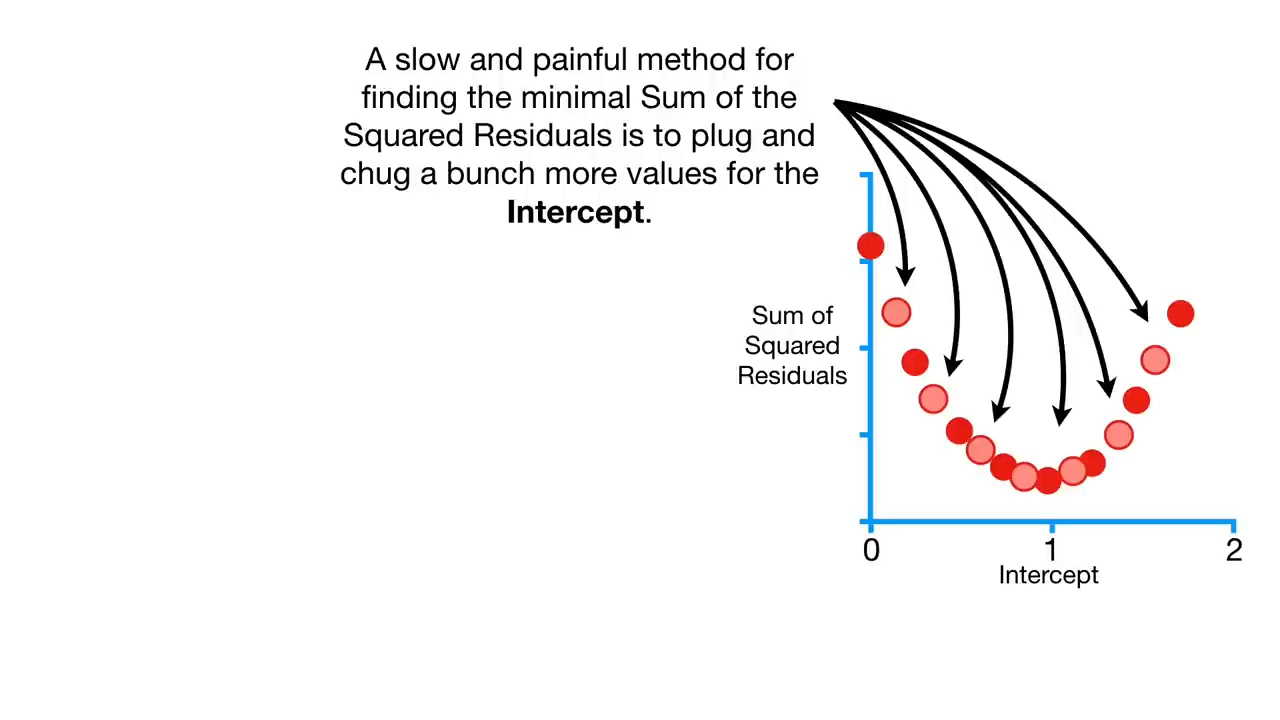 A slow and painful method for
finding the minimal Sum of the
Squared Residuals is to plug and
chug a bunch more values for the
Intercept.
Sum of
Squared
Residuals
0 1 2
Intercept